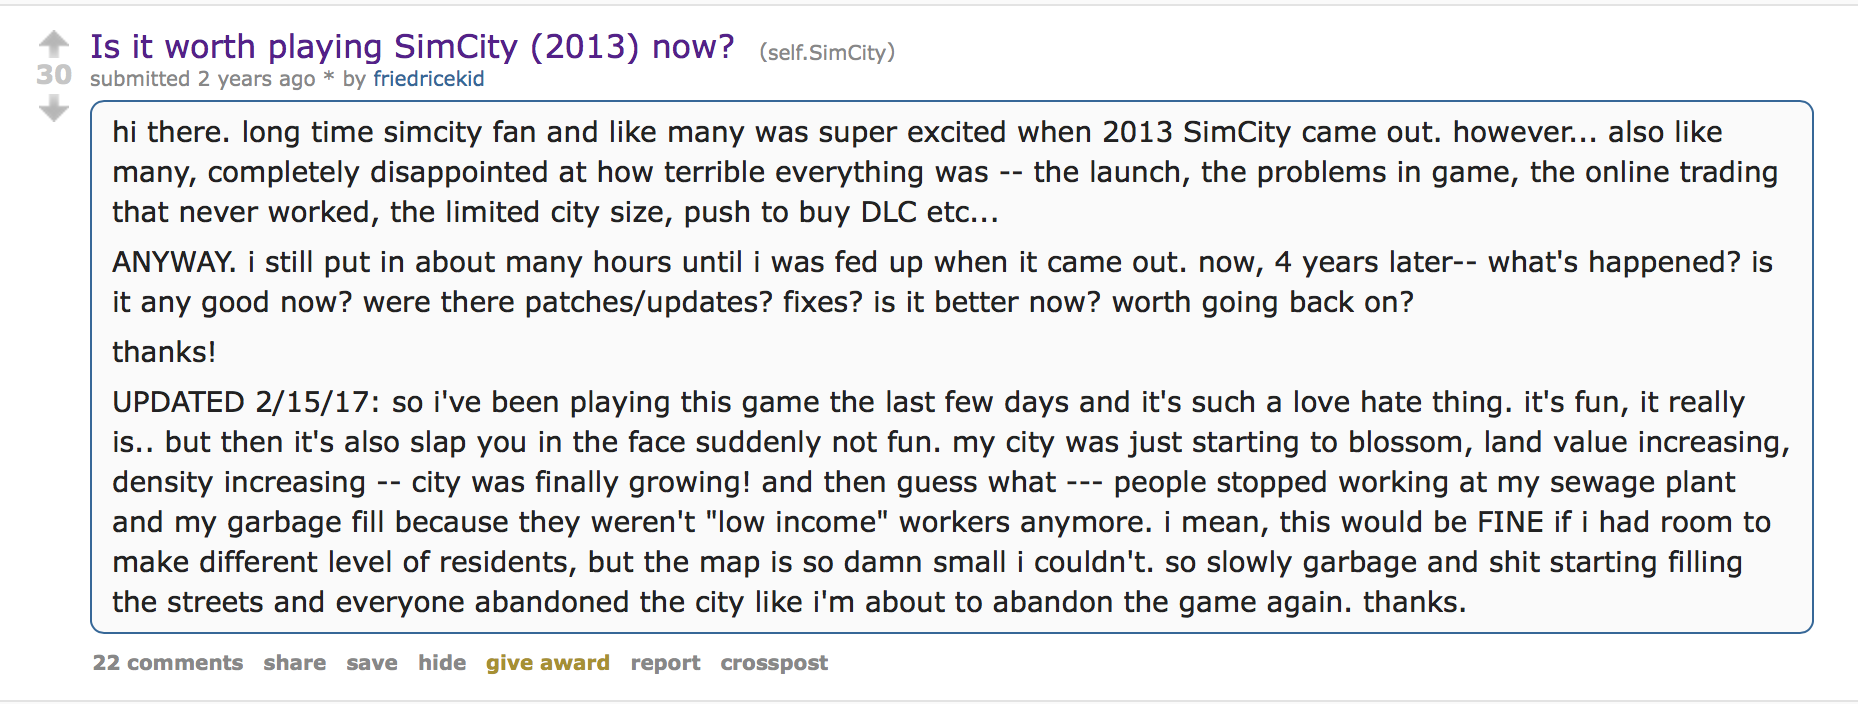 Is it worth playing SimCity (2013) now? (self.SimCity)
30
submitted 2 years ago * by friedricekid
hi there. long time simcity fan and like many was super excited when 2013 SimCity came out. however... also like
many, completely disappointed at how terrible everything was -- the launch, the problems in game, the online trading
that never worked, the limited city size, push to buy DLC etc...
ANYWAY. i still put in about many hours until i was fed up when it came out. now, 4 years later-- what's happened? is
it any good now? were there patches/updates? fixes? is it better now? worth going back on?
thanks!
UPDATED 2/15/17: so i've been playing this game the last few days and it's such a love hate thing. it's fun, it really
is.. but then it's also slap you in the face suddenly not fun. my city was just starting to blossom, land value increasing,
density increasing -- city was finally growing! and then guess what --- people stopped working at my sewage plant
and my garbage fill because they weren't "low income" workers anymore. i mean, this would be FINE if i had room to
make different level of residents, but the map is so damn small i couldn't. so slowly garbage and shit starting filling
the streets and everyone abandoned the city like i'm about to abandon the game again. thanks.
22 comments share save hide give award report crosspost